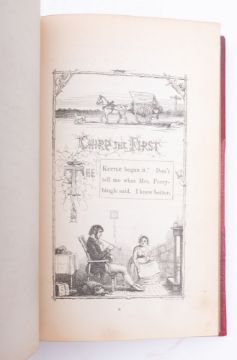 CHIRP THE FIRST
THE
KETTLE began it! Don't
tell me what Mrs. Peery-
bingle said. I know better.